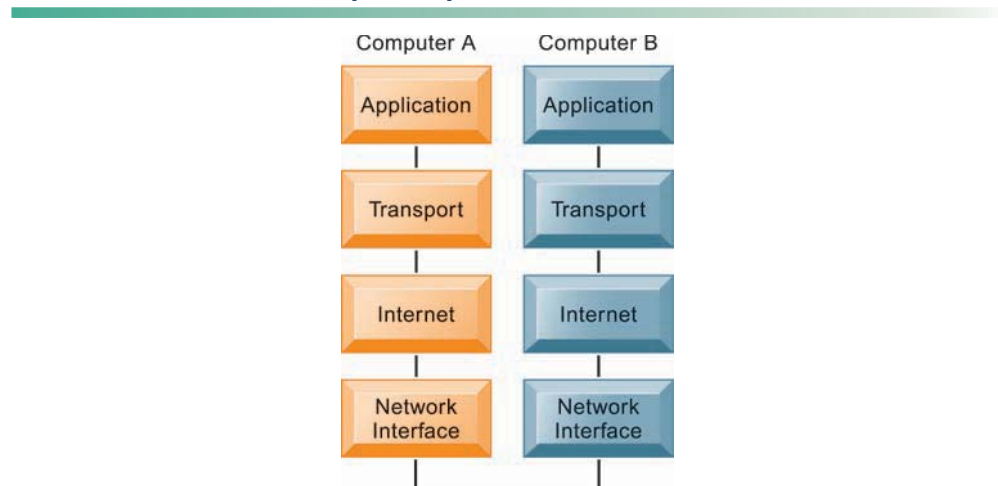 Computer A Computer B
Application Application
Transport Transport
Internet Internet
Network Network
Interface Interface